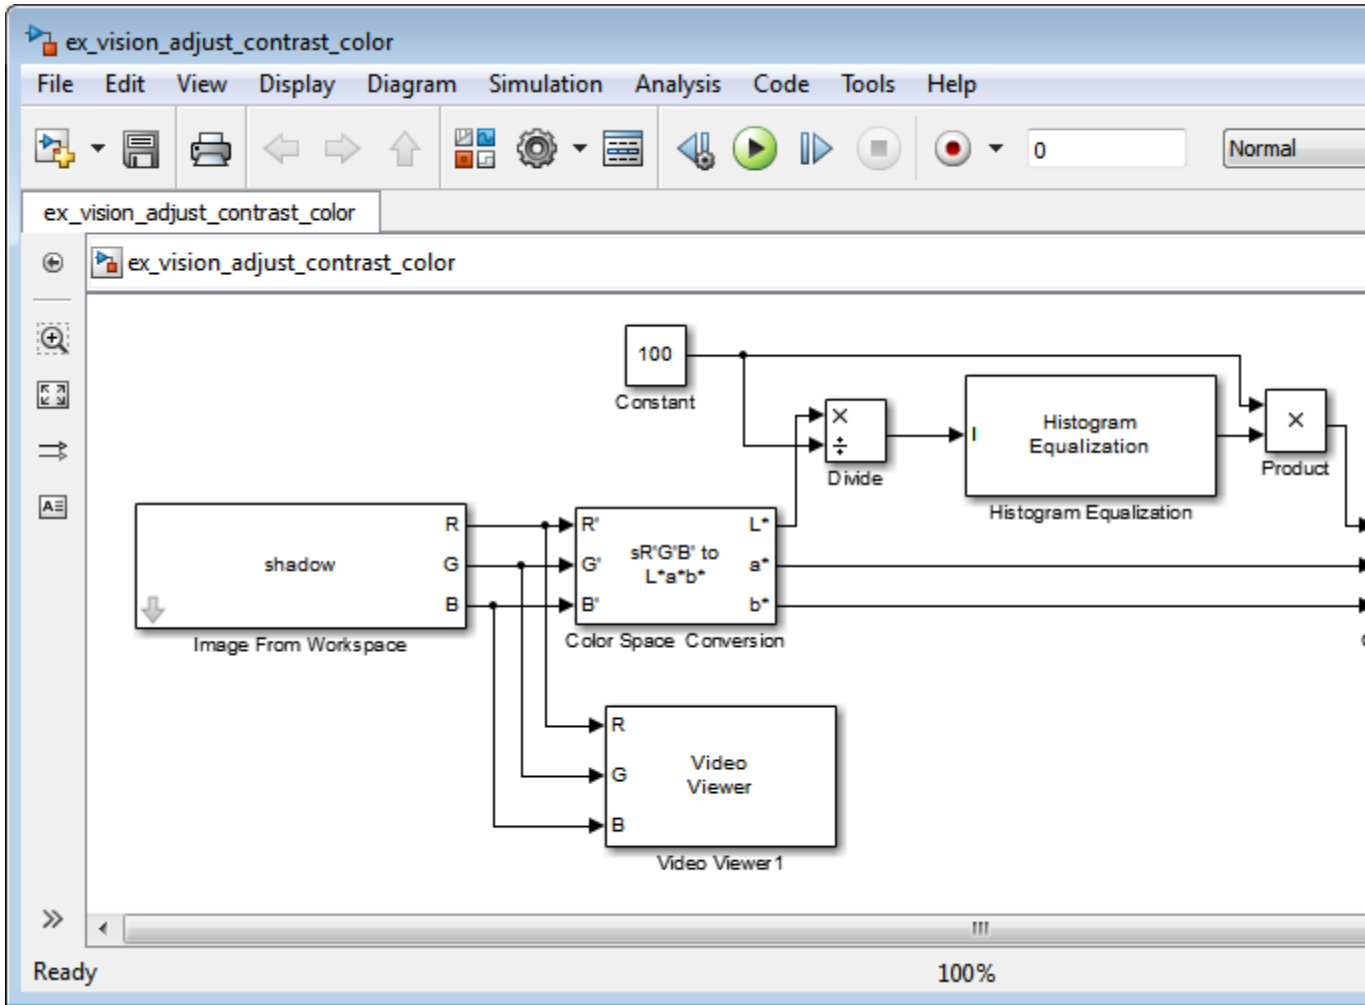 ex_vision_adjust_contrast_color
File Edit View Display Diagram Simulation Analysis Code Tools Help
0 Normal
ex_vision_adjust_contrast_color
ex_vision_adjust_contrast_color
100
Constant
×
÷
Divide
I
Histogram
Equalization
Histogram Equalization
×
Product
shadow
R
G
B
Image From Workspace
R'
G'
B'
sR'G'B' to
L*a*b*
L*
a*
b*
Color Space Conversion
R
G
B
Video
Viewer
Video Viewer1
Ready 100%